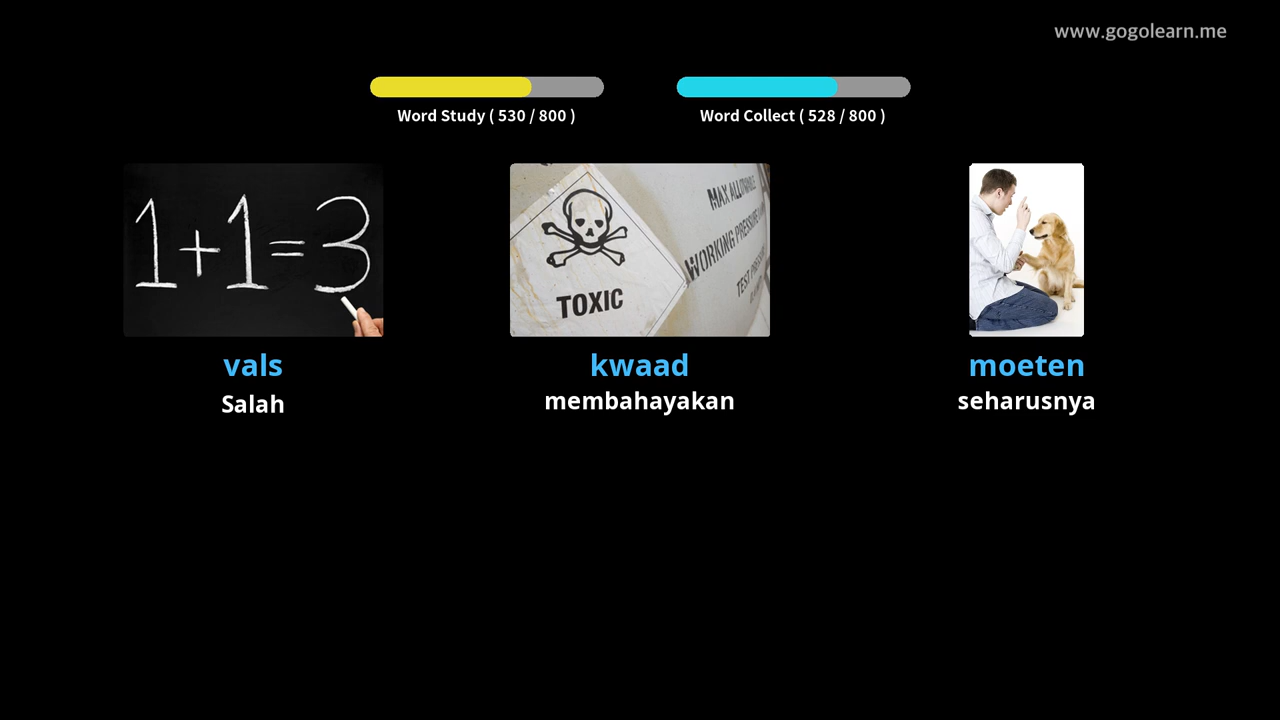 www.gogolearn.me
Word Study ( 530 / 800 )
Word Collect ( 528 / 800 )
1+1=3
TOXIC
MAX ALLOWABLE
WORKING PRESSURE
TEST PRESS
vals
Salah
kwaad
membahayakan
moeten
seharusnya